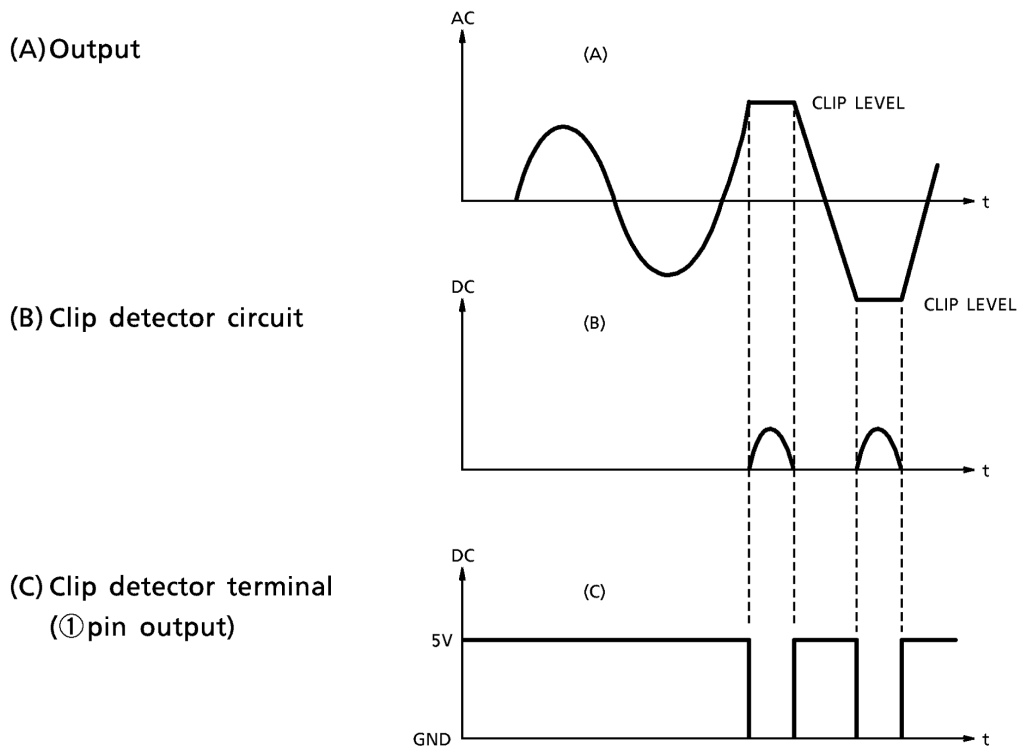 AC
(A) Output
(A)
CLIP LEVEL
t
DC
CLIP LEVEL
(B) Clip detector circuit
(B)
t
DC
(C) Clip detector terminal
(C)
(①pin output)
5V
GND
t